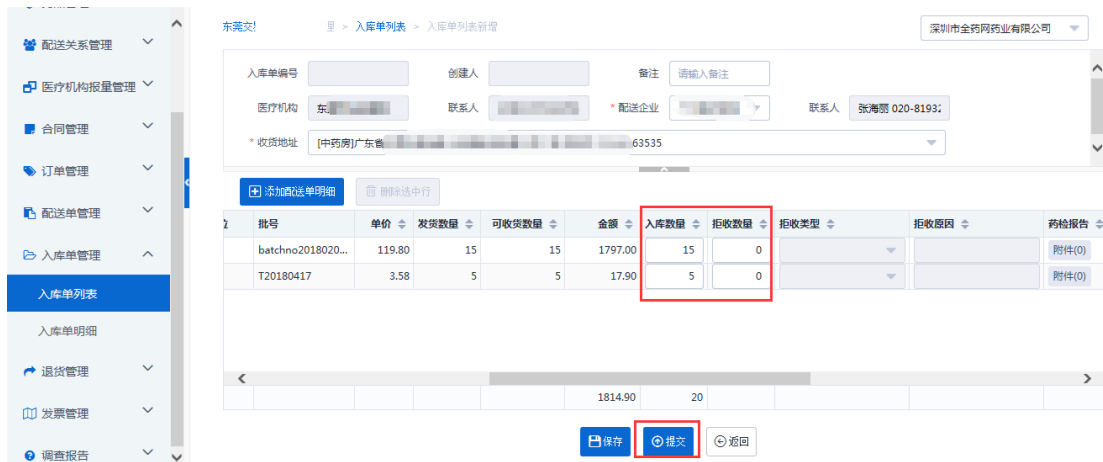 配送关系管理
医疗机构报量管理
合同管理
订单管理
配送单管理
入库单管理
入库单列表
入库单明细
退货管理
发票管理
调查报告
东莞交 > 入库单列表 > 入库单列表新增
深圳市全药网药业有限公司
入库单编号 创建人 备注 请输入备注
医疗机构 东 联系人 * 配送企业 联系人 张海丽 020-8193
* 收货地址 [中药房]广东省 63535
添加配送单明细 删除选中行
批号 单价 发货数量 可收货数量 金额 入库数量 拒收数量 拒收类型 拒收原因 药检报告
batchno2018020... 119.80 15 15 1797.00 15 0 附件(0)
T20180417 3.58 5 5 17.90 5 0 附件(0)
1814.90 20
保存 提交 返回